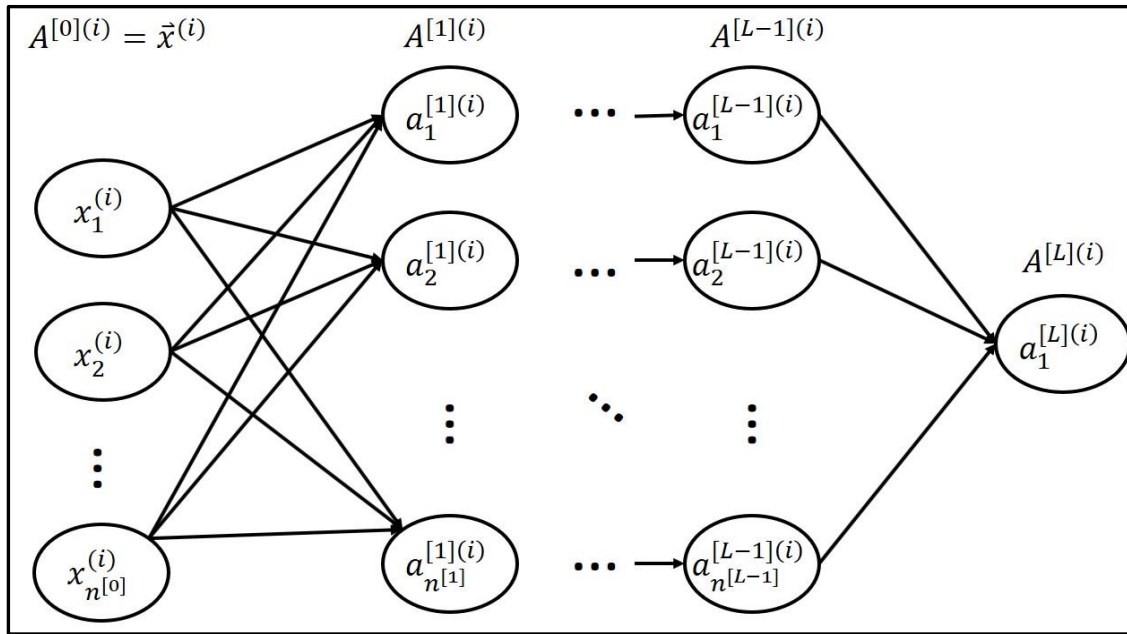 A^{[0](i)} = \vec{x}^{(i)}
A^{[1](i)}
A^{[L-1](i)}
a_1^{[1](i)}
...
a_1^{[L-1](i)}
x_1^{(i)}
a_2^{[1](i)}
...
a_2^{[L-1](i)}
A^{[L](i)}
x_2^{(i)}
a_1^{[L](i)}
⋮
⋮
⋱
⋮
x_{n^{[0]}}^{(i)}
a_{n^{[1]}}^{[1](i)}
...
a_{n^{[L-1]}}^{[L-1](i)}